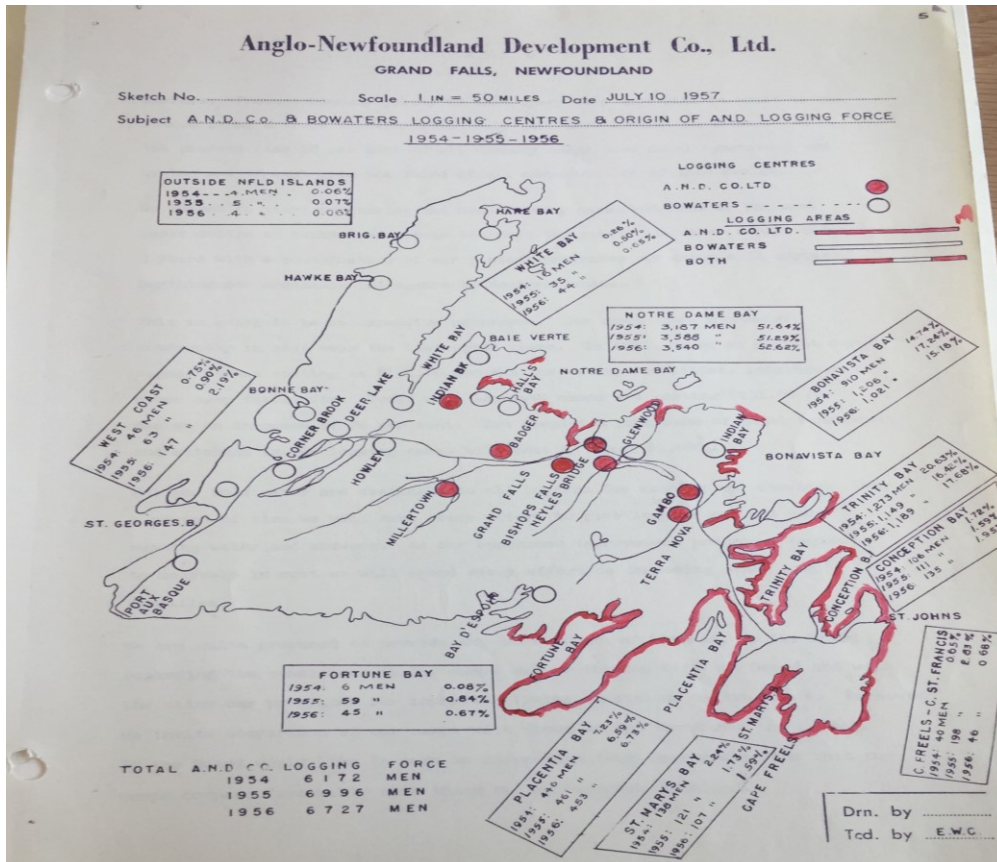 5
Anglo-Newfoundland Development Co., Ltd.
GRAND FALLS, NEWFOUNDLAND
Sketch No. Scale 1 IN = 50 MILES Date JULY 10 1957
Subject A.N.D. Co. & BOWATERS LOGGING CENTRES & ORIGIN OF AND LOGGING FORCE
1954-1955-1956
LOGGING CENTRES
A.N.D. CO. LTD
BOWATERS
LOGGING AREAS
A.N.D. CO. LTD.
BOWATERS
BOTH
OUTSIDE NFLD ISLANDS
1954 --- 4 MEN . 0.06%
1955 . . 5 " . 0.07%
1956 . . 4 " . 0.06%
HARE BAY
BRIG. BAY
HAWKE BAY
WHITE BAY
1954: 16 MEN 0.26%
1955: 35 " 0.50%
1956: 44 " 0.65%
NOTRE DAME BAY
1954: 3,187 MEN 51.64%
1955: 3,588 " 51.29%
1956: 3,540 " 52.62%
BAIE VERTE
WHITE BAY
NOTRE DAME BAY
HALLS BAY
INDIAN BK
DEER LAKE
BONNE BAY
CORNER BROOK
HOWLEY
WEST COAST
1954: 46 MEN 0.75%
1955: 63 " 0.90%
1956: 147 " 2.19%
BONAVISTA BAY
1954: 910 MEN 14.74%
1955: 1,206 " 17.24%
1956: 1,021 " 15.18%
BADGER
GLENWOOD
INDIAN BAY
BONAVISTA BAY
MILLERTOWN
GRAND FALLS
BISHOPS FALLS
NEYLES BRIDGE
GAMBO
TERRA NOVA
ST. GEORGES. B.
PORT AUX BASQUE
TRINITY BAY
1954: 1,273 MEN 20.63%
1955: 1,149 " 16.42%
1956: 1,189 " 17.68%
CONCEPTION BAY
1954: 106 MEN 1.72%
1955: 111 " 1.59%
1956: 135 "
TRINITY BAY
CONCEPTION B.
ST. JOHNS
BAY D'ESPOIR
FORTUNE BAY
PLACENTIA BAY
ST. MARYS B.
CAPE FREELS
C. FREELS - C. ST. FRANCIS
1954: 40 MEN 0.65%
1955: 198 " 2.83%
1956: 46 " 0.68%
FORTUNE BAY
1954: 6 MEN 0.08%
1955: 59 " 0.84%
1956: 45 " 0.67%
PLACENTIA BAY
1954: 446 MEN 7.23%
1955: 461 " 6.59%
1956: 453 " 6.73%
ST. MARYS BAY
1954: 138 MEN 2.24%
1955: 121 " 1.73%
1956: 107 " 1.59%
TOTAL A.N.D CO. LOGGING FORCE
1954 6172 MEN
1955 6996 MEN
1956 6727 MEN
Drn. by
Tcd. by E.W.C.